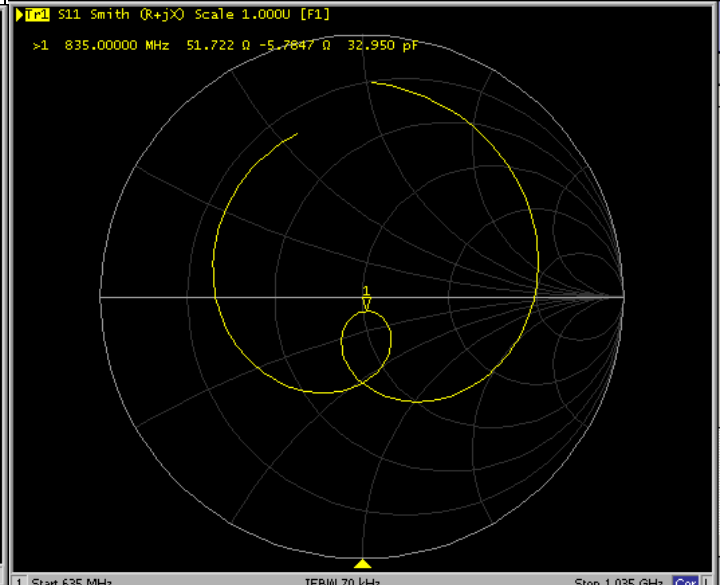 Tr1 S11 Smith (R+jX) Scale 1.000U [F1]
>1 835.00000 MHz 51.722 Ω -5.7847 Ω 32.950 pF
1
1 Start 635 MHz IFBW 70 kHz Stop 1.035 GHz Cor